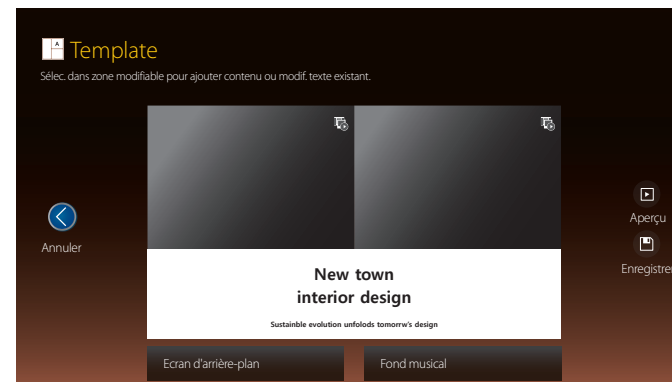 A
Template
Sélec. dans zone modifiable pour ajouter contenu ou modif. texte existant.
Annuler
New town
interior design
Sustainble evolution unfolods tomorrw's design
Aperçu
Enregistrer
Ecran d'arrière-plan
Fond musical